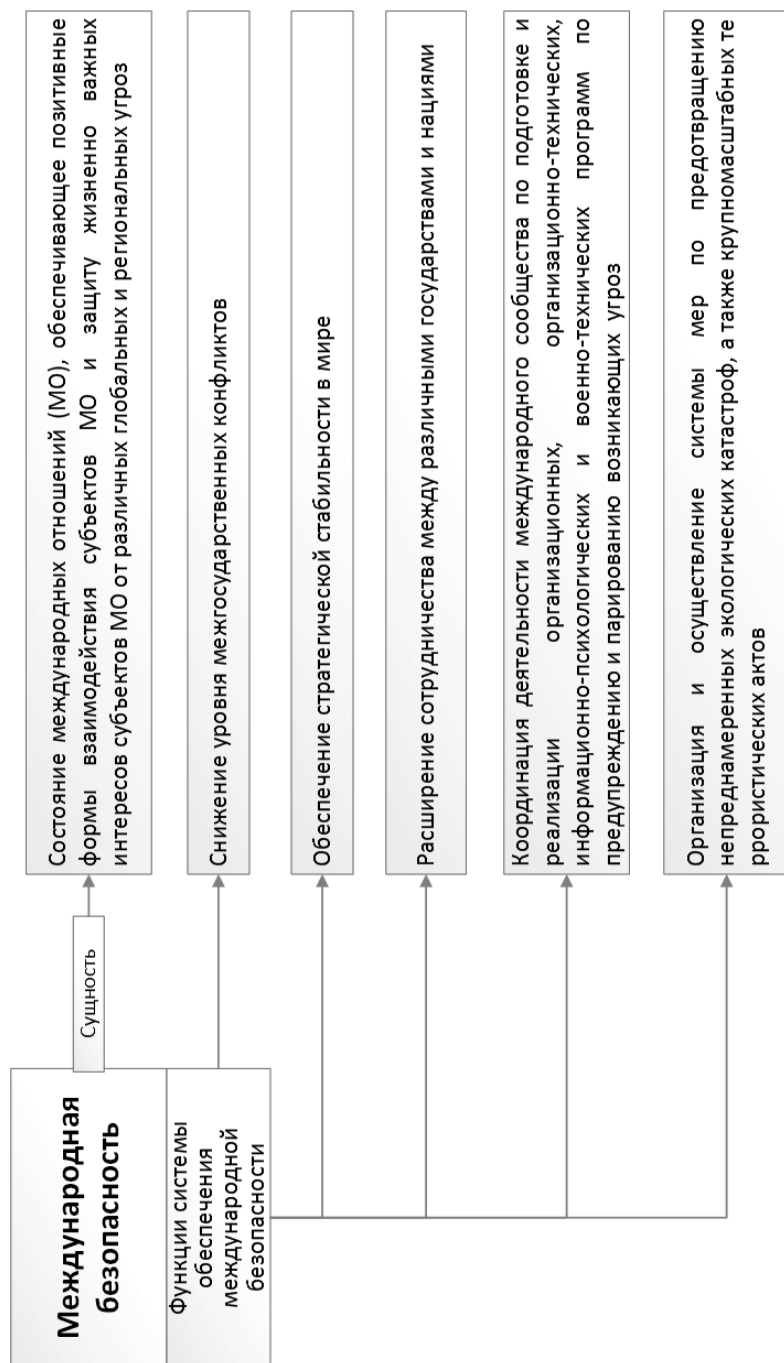 Международная
безопасность
Сущность
Состояние международных отношений (МО), обеспечивающее позитивные
формы взаимодействия субъектов МО и защиту жизненно важных
интересов субъектов МО от различных глобальных и региональных угроз
Функции системы
обеспечения
международной
безопасности
Снижение уровня межгосударственных конфликтов
Обеспечение стратегической стабильности в мире
Расширение сотрудничества между различными государствами и нациями
Координация деятельности международного сообщества по подготовке и
реализации организационных, организационно-технических,
информационно-психологических и военно-технических программ по
предупреждению и парированию возникающих угроз
Организация и осуществление системы мер по предотвращению
непреднамеренных экологических катастроф, а также крупномасштабных те
ррористических актов